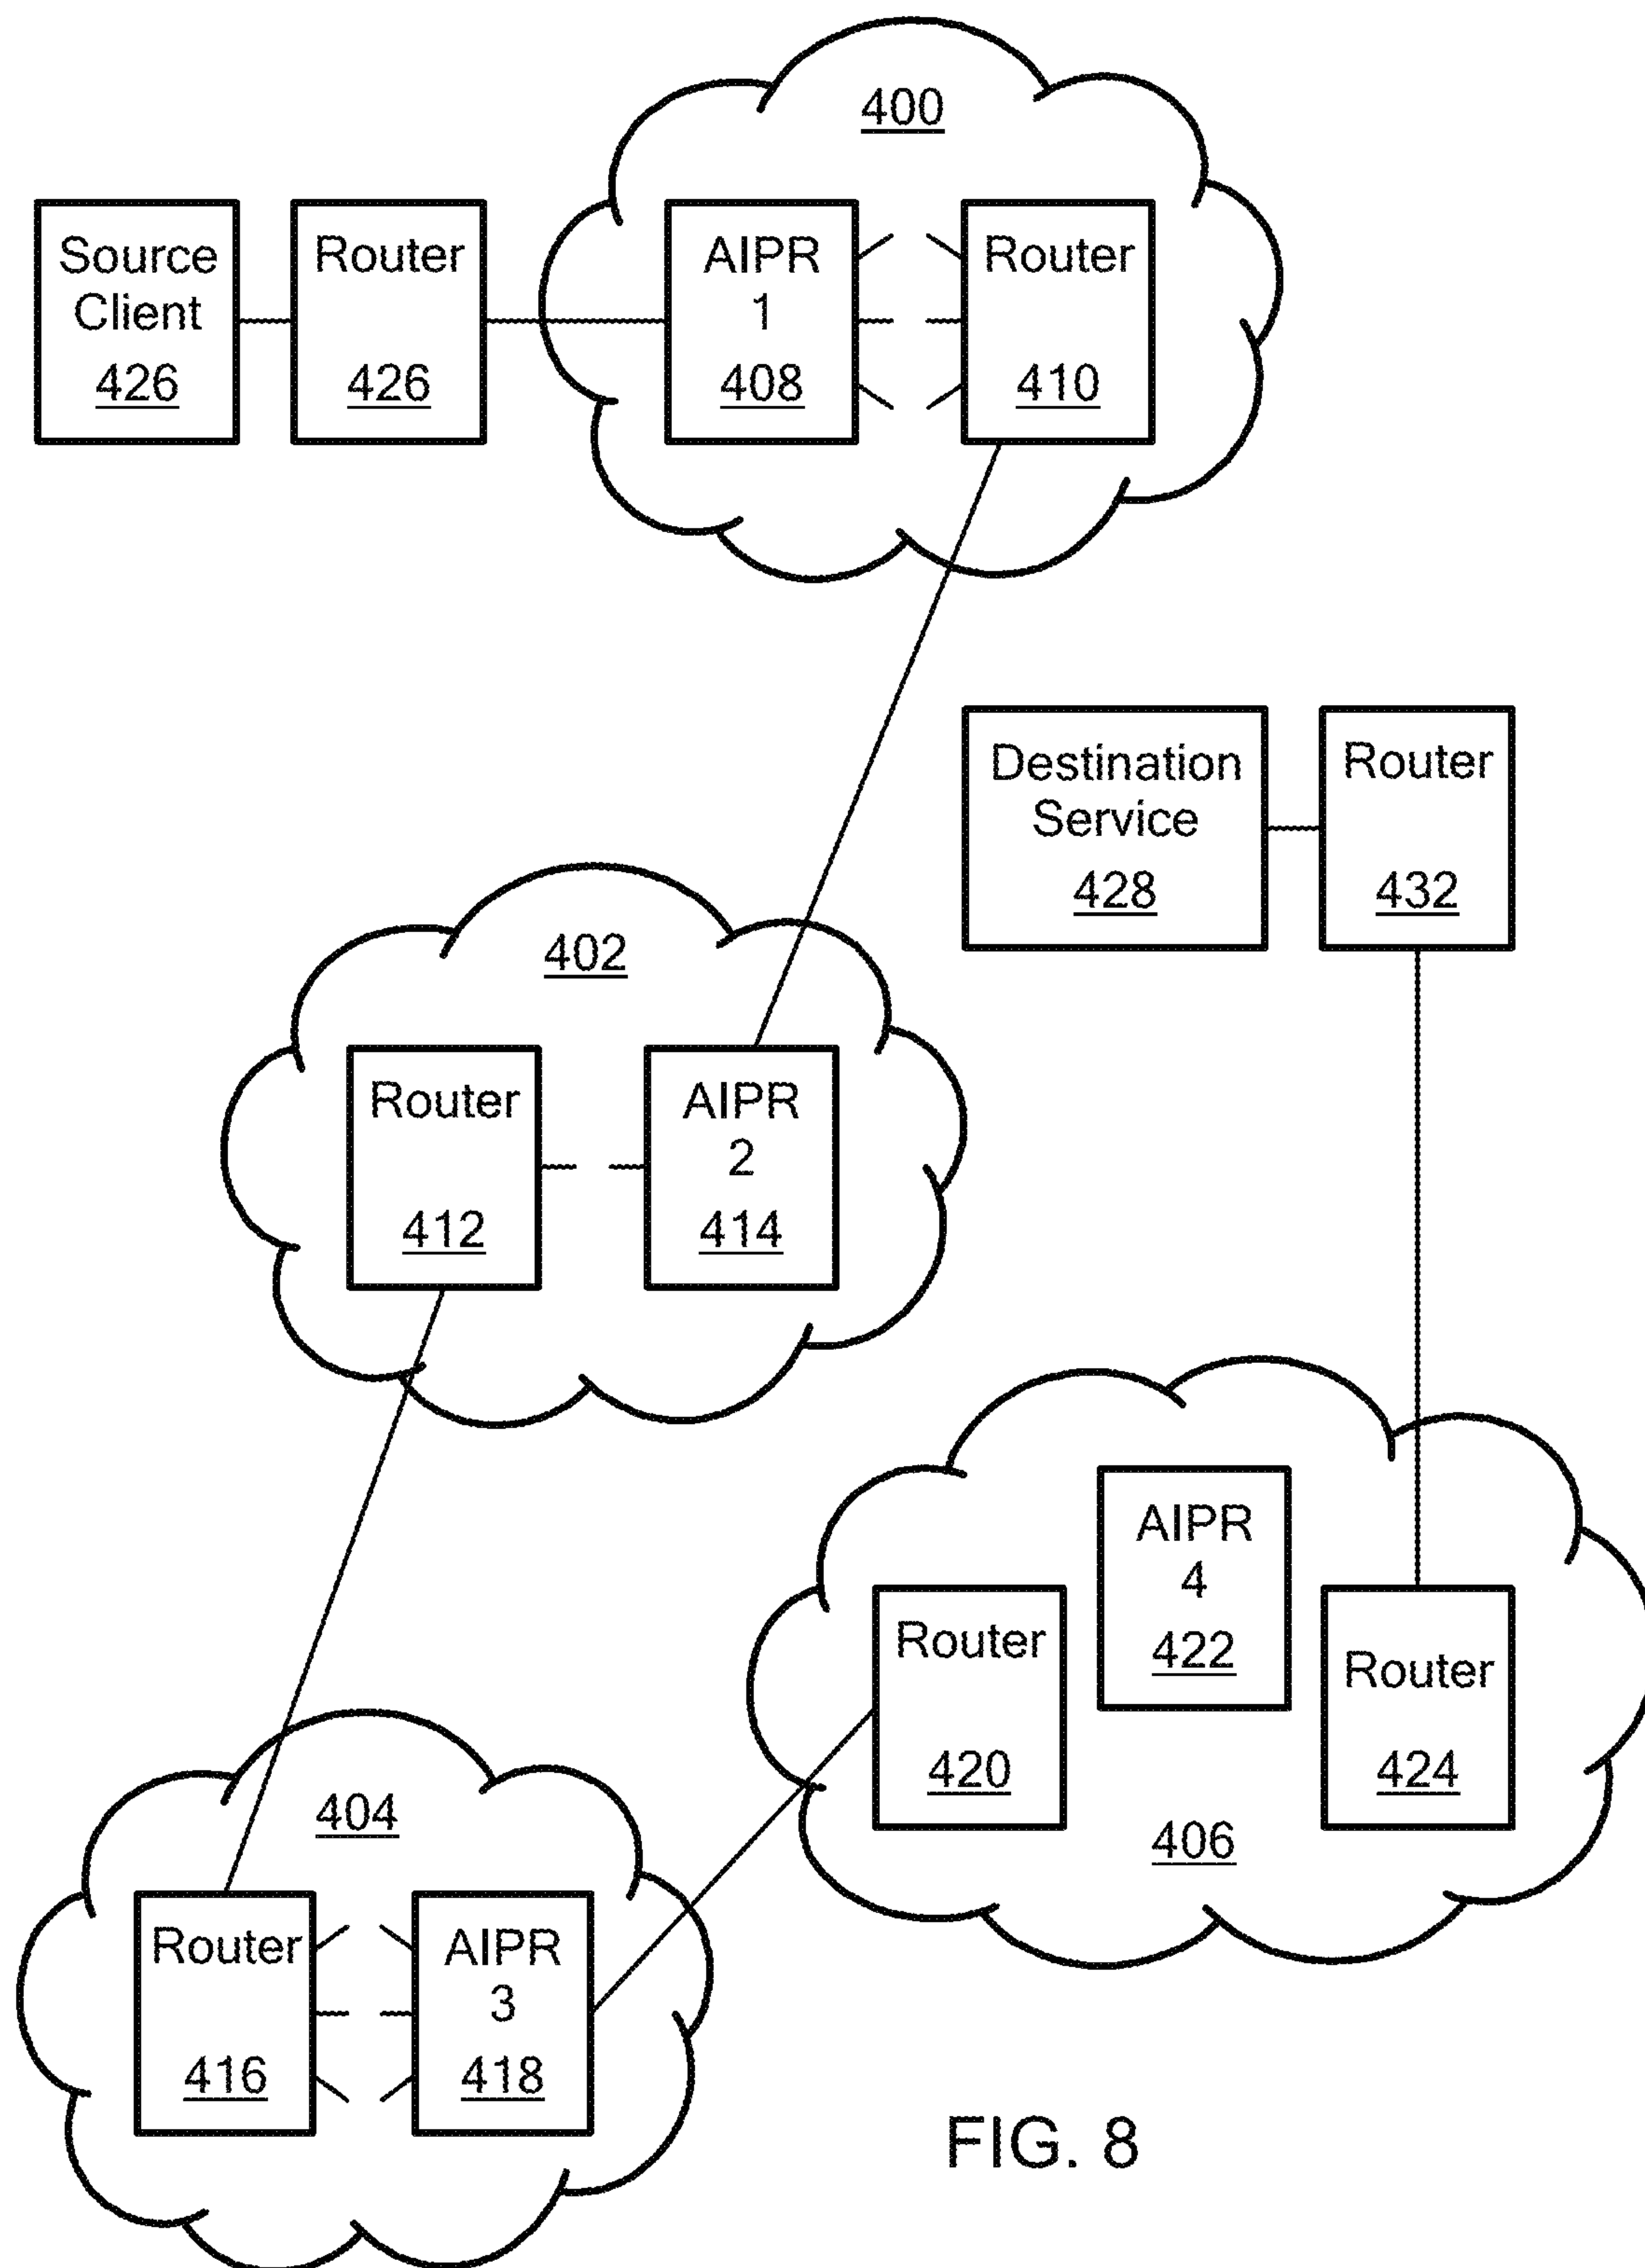 400
Source
Client
426
Router
426
AIPR
1
408
Router
410
Destination
Service
428
Router
432
402
Router
412
AIPR
2
414
AIPR
4
422
Router
420
Router
424
406
404
Router
416
AIPR
3
418
FIG. 8